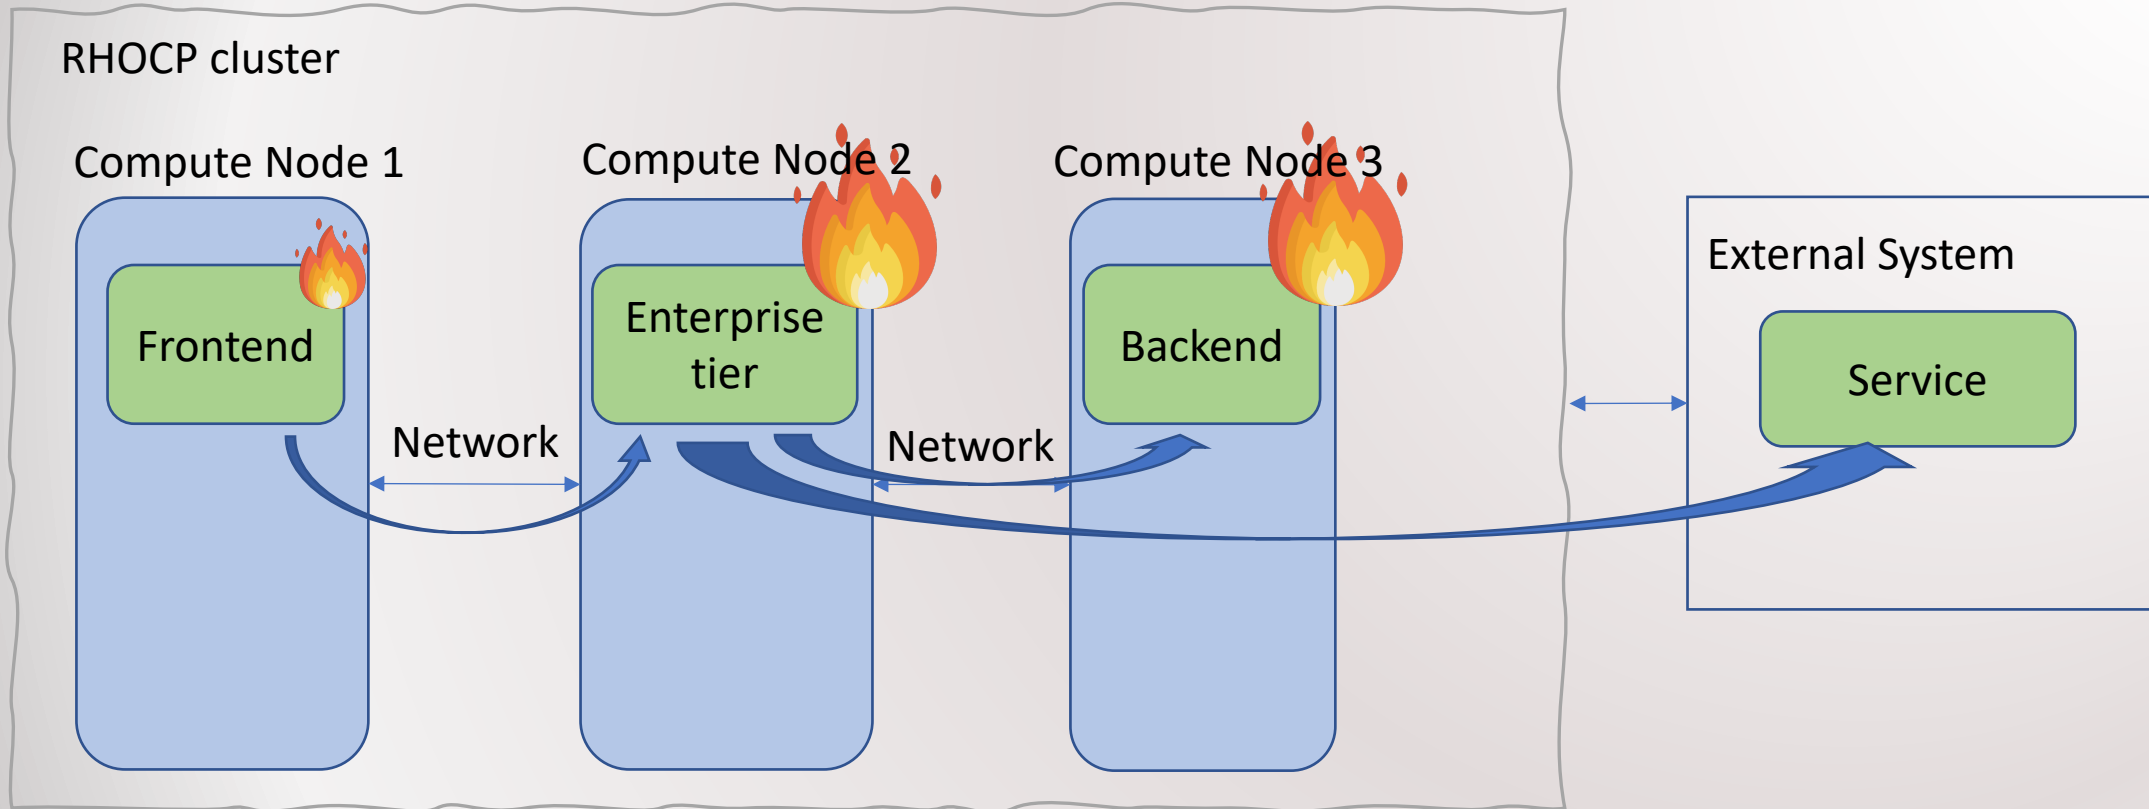 RHOCP cluster
Compute Node 1
Compute Node 2
Compute Node 3
External System
Frontend
Enterprise
tier
Backend
Service
Network
Network